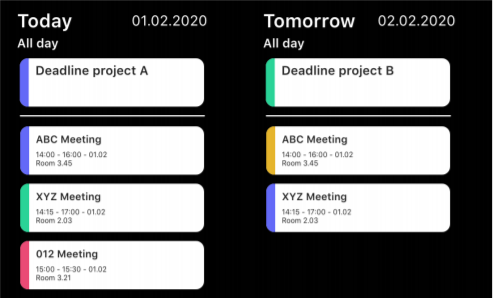 Today 01.02.2020
All day
Deadline project A
ABC Meeting
14:00 - 16:00 - 01.02
Room 3.45
XYZ Meeting
14:15 - 17:00 - 01.02
Room 2.03
012 Meeting
15:00 - 15:30 - 01.02
Room 3.21
Tomorrow 02.02.2020
All day
Deadline project B
ABC Meeting
14:00 - 16:00 - 01.02
Room 3.45
XYZ Meeting
14:15 - 17:00 - 01.02
Room 2.03